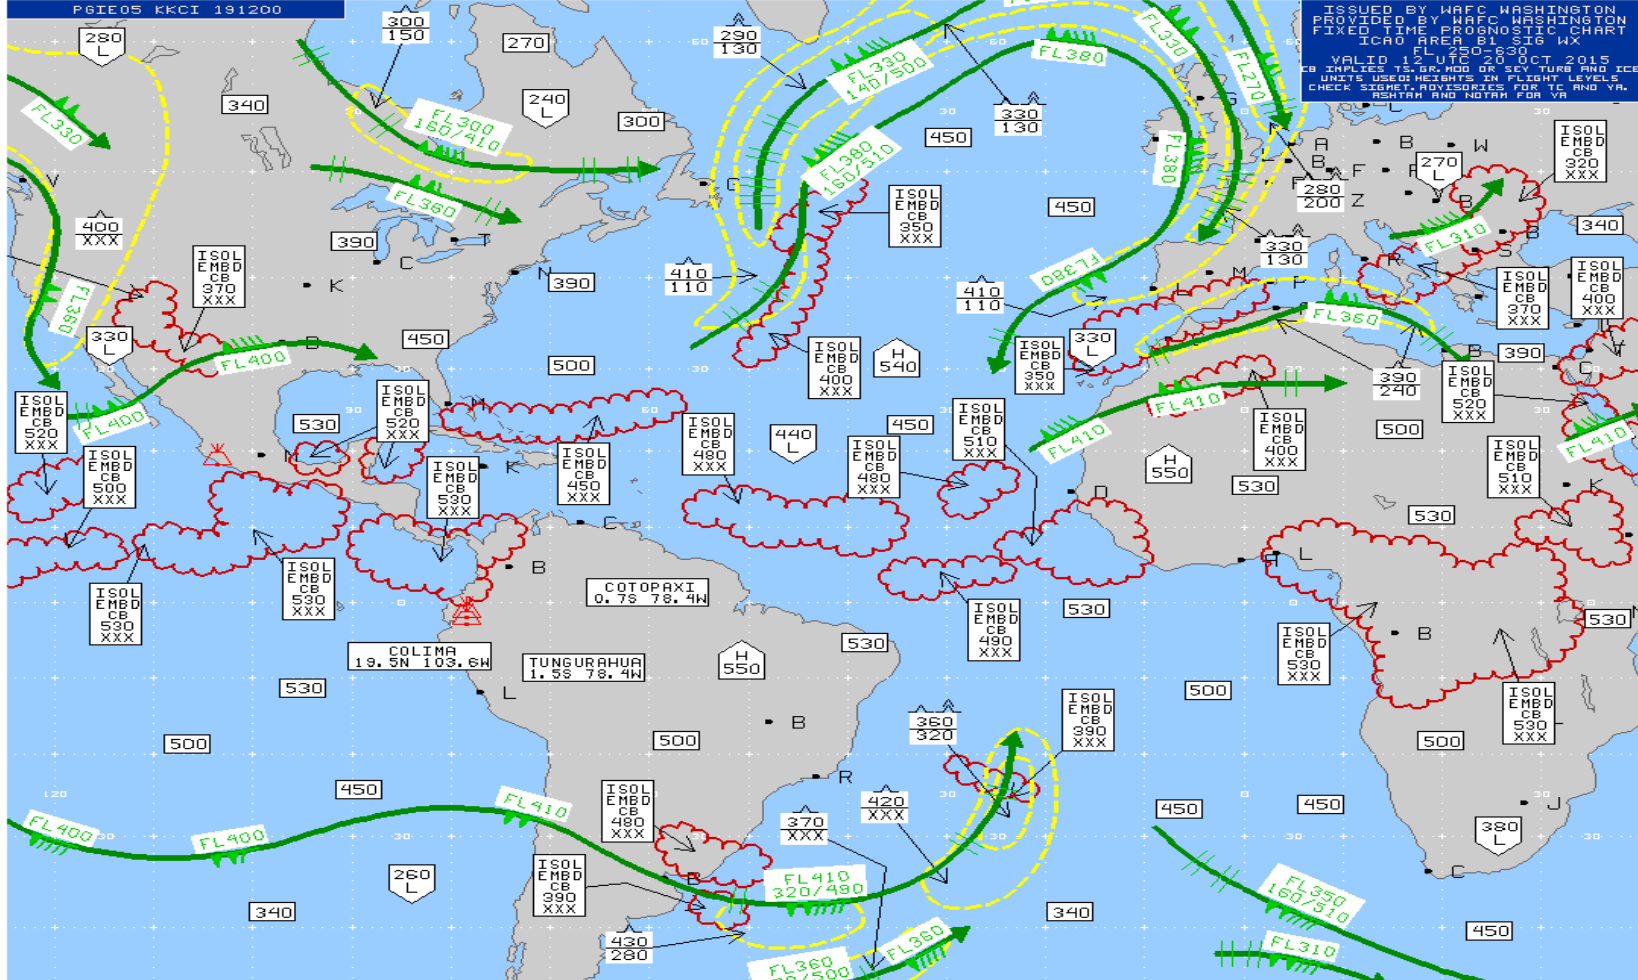 PGIE05 KKCI 191200
ISSUED BY WAFC WASHINGTON
PROVIDED BY WAFC WASHINGTON
FIXED TIME PROGNOSTIC CHART
ICAO AREA B1 SIG WX
FL 250-630
VALID 12 UTC 20 OCT 2015
CB IMPLIES TS, GR, MOD OR SEV TURB AND ICE
UNITS USED: HEIGHTS IN FLIGHT LEVELS
CHECK SIGMET, ADVISORIES FOR TC AND VA,
ASHTAM AND NOTAM FOR VA
280
L
300
150
270
290
130
FL330
140/500
FL380
FL330
FL270
FL330
340
FL300
160/410
240
L
300
330
130
450
FL380
160/510
FL380
A
B
W
ISOL
EMBD
CB
320
XXX
270
L
F
280
200
Z
B
V
400
XXX
FL360
390
T
C
K
N
390
ISOL
EMBD
CB
350
XXX
450
410
110
FL380
410
110
330
130
FL310
340
S
B
R
M
P
L
ISOL
EMBD
CB
370
XXX
ISOL
EMBD
CB
370
XXX
ISOL
EMBD
CB
400
XXX
FL360
330
L
FL400
B
450
500
ISOL
EMBD
CB
400
XXX
H
540
ISOL
EMBD
CB
350
XXX
330
L
FL360
390
240
B
390
C
ISOL
EMBD
CB
520
XXX
FL400
530
ISOL
EMBD
CB
520
XXX
M
ISOL
EMBD
CB
520
XXX
FL410
FL410
500
FL410
ISOL
EMBD
CB
480
XXX
440
L
450
ISOL
EMBD
CB
510
XXX
ISOL
EMBD
CB
400
XXX
H
550
530
ISOL
EMBD
CB
500
XXX
M
ISOL
EMBD
CB
530
XXX
K
ISOL
EMBD
CB
450
XXX
ISOL
EMBD
CB
480
XXX
D
ISOL
EMBD
CB
510
XXX
K
530
C
ISOL
EMBD
CB
530
XXX
ISOL
EMBD
CB
530
XXX
B
COTOPAXI
0.7S 78.4W
ISOL
EMBD
CB
490
XXX
530
L
A
ISOL
EMBD
CB
530
XXX
B
530
N
COLIMA
19.5N 103.6W
TUNGURAHUA
1.5S 78.4W
H
550
530
530
L
B
500
500
ISOL
EMBD
CB
390
XXX
360
320
500
ISOL
EMBD
CB
530
XXX
500
120
450
FL400
FL400
FL410
ISOL
EMBD
CB
480
XXX
R
370
XXX
420
XXX
450
450
J
380
L
C
260
L
340
ISOL
EMBD
CB
390
XXX
B
FL410
320/490
430
280
FL360
FL360
340
FL350
160/510
FL310
450